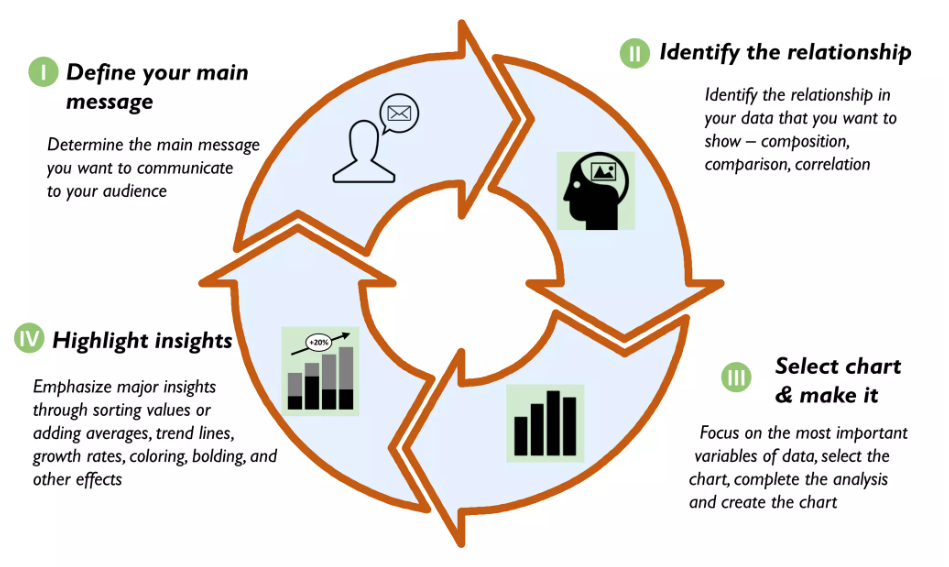 I Define your main
message
Determine the main message
you want to communicate
to your audience
II Identify the relationship
Identify the relationship in
your data that you want to
show – composition,
comparison, correlation
III Select chart
& make it
Focus on the most important
variables of data, select the
chart, complete the analysis
and create the chart
IV Highlight insights
Emphasize major insights
through sorting values or
adding averages, trend lines,
growth rates, coloring, bolding, and
other effects
+20%